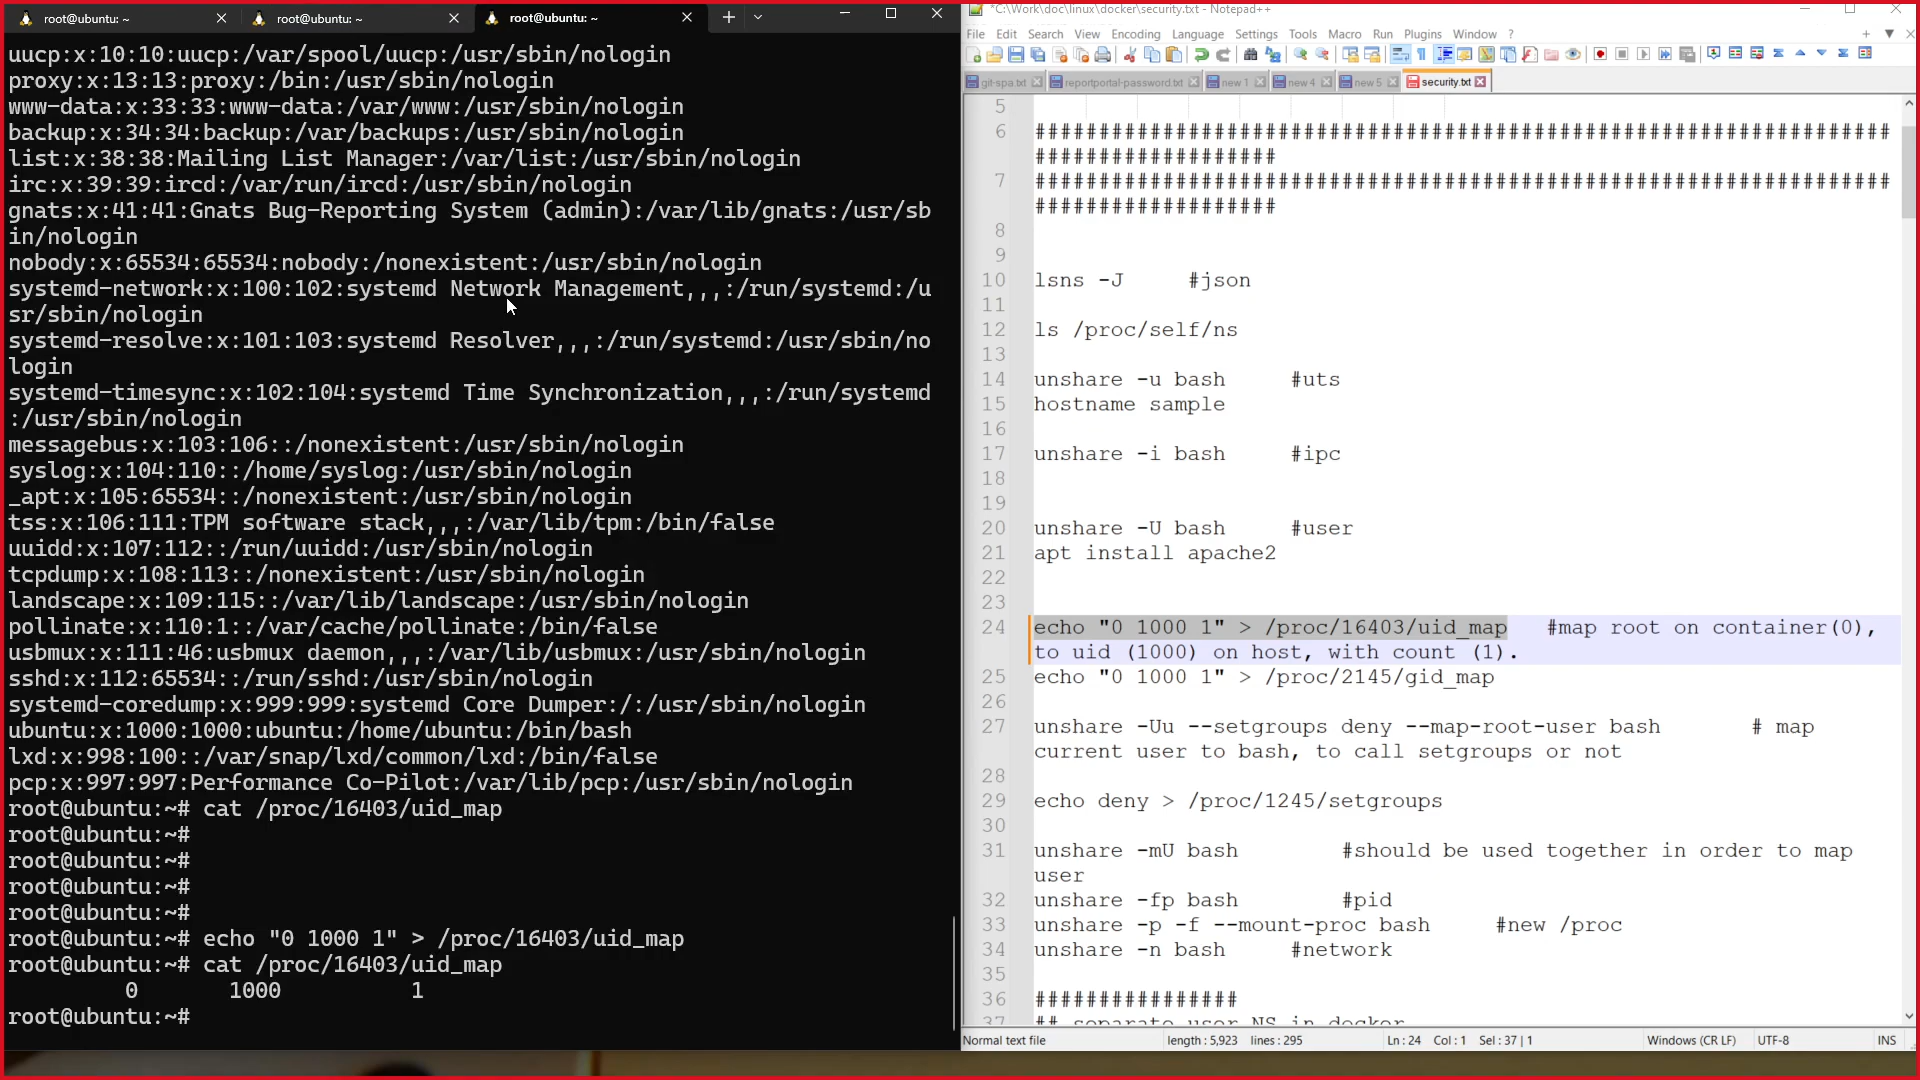 root@ubuntu: ~
root@ubuntu: ~
root@ubuntu: ~
uucp:x:10:10:uucp:/var/spool/uucp:/usr/sbin/nologin
proxy:x:13:13:proxy:/bin:/usr/sbin/nologin
www-data:x:33:33:www-data:/var/www:/usr/sbin/nologin
backup:x:34:34:backup:/var/backups:/usr/sbin/nologin
list:x:38:38:Mailing List Manager:/var/list:/usr/sbin/nologin
irc:x:39:39:ircd:/var/run/ircd:/usr/sbin/nologin
gnats:x:41:41:Gnats Bug-Reporting System (admin):/var/lib/gnats:/usr/sb
in/nologin
nobody:x:65534:65534:nobody:/nonexistent:/usr/sbin/nologin
systemd-network:x:100:102:systemd Network Management,,,:/run/systemd:/u
sr/sbin/nologin
systemd-resolve:x:101:103:systemd Resolver,,,:/run/systemd:/usr/sbin/no
login
systemd-timesync:x:102:104:systemd Time Synchronization,,,:/run/systemd
:/usr/sbin/nologin
messagebus:x:103:106::/nonexistent:/usr/sbin/nologin
syslog:x:104:110::/home/syslog:/usr/sbin/nologin
_apt:x:105:65534::/nonexistent:/usr/sbin/nologin
tss:x:106:111:TPM software stack,,,:/var/lib/tpm:/bin/false
uuidd:x:107:112::/run/uuidd:/usr/sbin/nologin
tcpdump:x:108:113::/nonexistent:/usr/sbin/nologin
landscape:x:109:115::/var/lib/landscape:/usr/sbin/nologin
pollinate:x:110:1::/var/cache/pollinate:/bin/false
usbmux:x:111:46:usbmux daemon,,,:/var/lib/usbmux:/usr/sbin/nologin
sshd:x:112:65534::/run/sshd:/usr/sbin/nologin
systemd-coredump:x:999:999:systemd Core Dumper:/:/usr/sbin/nologin
ubuntu:x:1000:1000:ubuntu:/home/ubuntu:/bin/bash
lxd:x:998:100::/var/snap/lxd/common/lxd:/bin/false
pcp:x:997:997:Performance Co-Pilot:/var/lib/pcp:/usr/sbin/nologin
root@ubuntu:~# cat /proc/16403/uid_map
root@ubuntu:~#
root@ubuntu:~#
root@ubuntu:~#
root@ubuntu:~#
root@ubuntu:~# echo "0 1000 1" > /proc/16403/uid_map
root@ubuntu:~# cat /proc/16403/uid_map
0 1000 1
root@ubuntu:~#
*C:\Work\doc\linux\docker\security.txt - Notepad++
File Edit Search View Encoding Language Settings Tools Macro Run Plugins Window ?
git-spa.txt reportportal-password.txt new 1 new 4 new 5 security.txt
5
6 ###################################################################
###################
7 ###################################################################
###################
8
9
10 lsns -J #json
11
12 ls /proc/self/ns
13
14 unshare -u bash #uts
15 hostname sample
16
17 unshare -i bash #ipc
18
19
20 unshare -U bash #user
21 apt install apache2
22
23
24 echo "0 1000 1" > /proc/16403/uid_map #map root on container(0),
to uid (1000) on host, with count (1).
25 echo "0 1000 1" > /proc/2145/gid_map
26
27 unshare -Uu --setgroups deny --map-root-user bash # map
current user to bash, to call setgroups or not
28
29 echo deny > /proc/1245/setgroups
30
31 unshare -mU bash #should be used together in order to map
user
32 unshare -fp bash #pid
33 unshare -p -f --mount-proc bash #new /proc
34 unshare -n bash #network
35
36 ################
37 ## separate user NS in docker
Normal text file length : 5,923 lines : 295 Ln : 24 Col : 1 Sel : 37 | 1 Windows (CR LF) UTF-8 INS